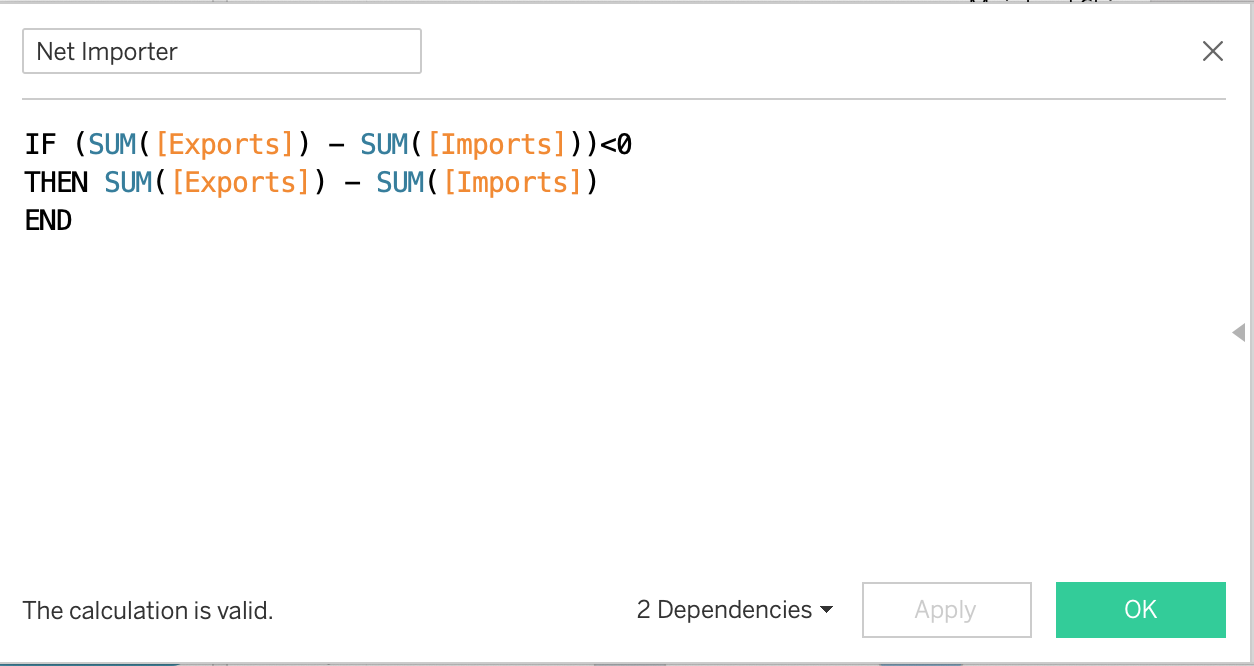 Net Importer
IF (SUM([Exports]) – SUM([Imports]))<0
THEN SUM([Exports]) – SUM([Imports])
END
The calculation is valid.
2 Dependencies
Apply
OK